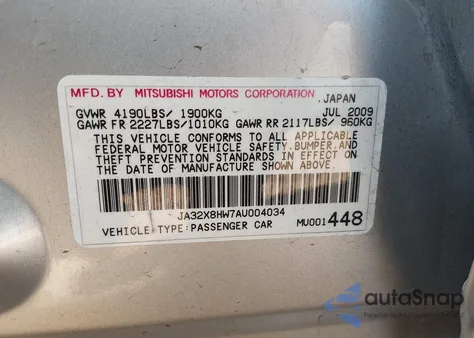 MFD. BY MITSUBISHI MOTORS CORPORATION, JAPAN
GVWR 4190LBS/ 1900KG JUL 2009
GAWR FR 2227LBS/1010KG GAWR RR 2117LBS/ 960KG
THIS VEHICLE CONFORMS TO ALL APPLICABLE
FEDERAL MOTOR VEHICLE SAFETY,BUMPER,AND
THEFT PREVENTION STANDARDS IN EFFECT ON
THE DATE OF MANUFACTURE SHOWN ABOVE.
JA32X8HW7AU004034
VEHICLE TYPE:PASSENGER CAR MU001448
autoSnap